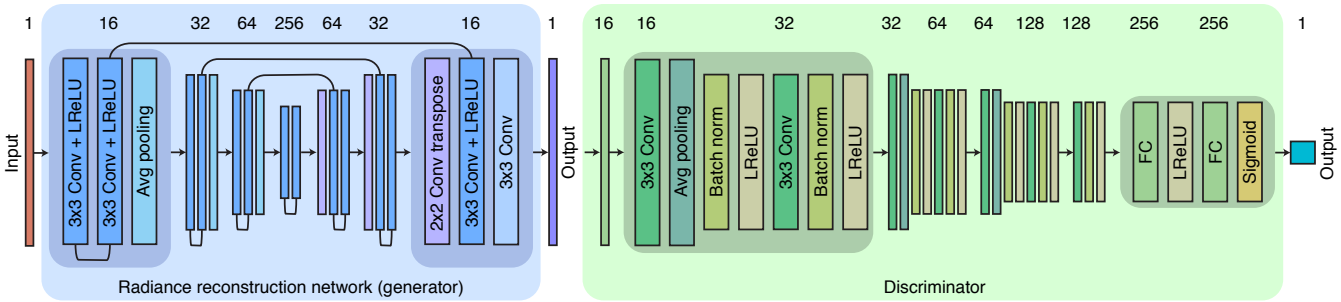 1 16 32 64 256 64 32 16 1 16 16 32 32 64 64 128 128 256 256 1
Input
3x3 Conv + LReLU
3x3 Conv + LReLU
Avg pooling
2x2 Conv transpose
3x3 Conv + LReLU
3x3 Conv
Output
3x3 Conv
Avg pooling
Batch norm
LReLU
3x3 Conv
Batch norm
LReLU
FC
LReLU
FC
Sigmoid
Output
Radiance reconstruction network (generator)
Discriminator